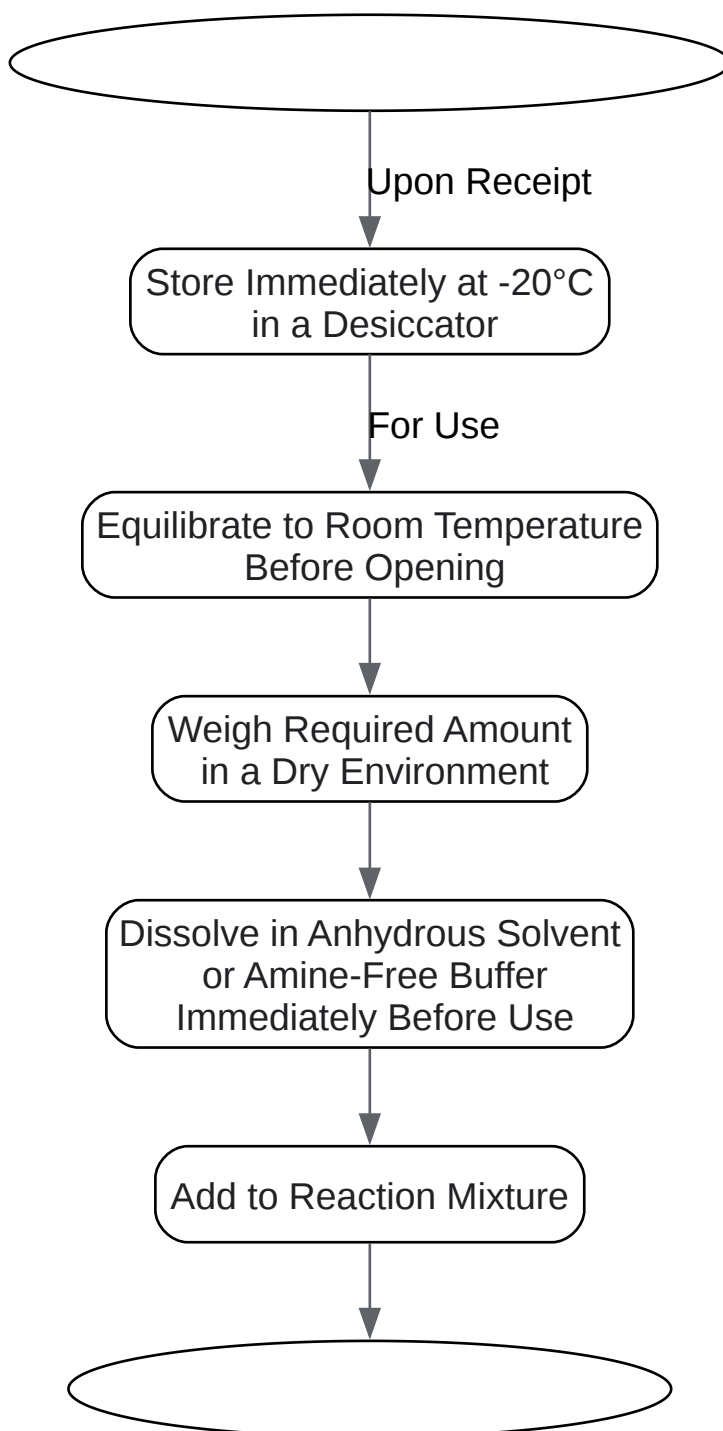 Upon Receipt
Store Immediately at -20°C
in a Desiccator
For Use
Equilibrate to Room Temperature
Before Opening
Weigh Required Amount
in a Dry Environment
Dissolve in Anhydrous Solvent
or Amine-Free Buffer
Immediately Before Use
Add to Reaction Mixture